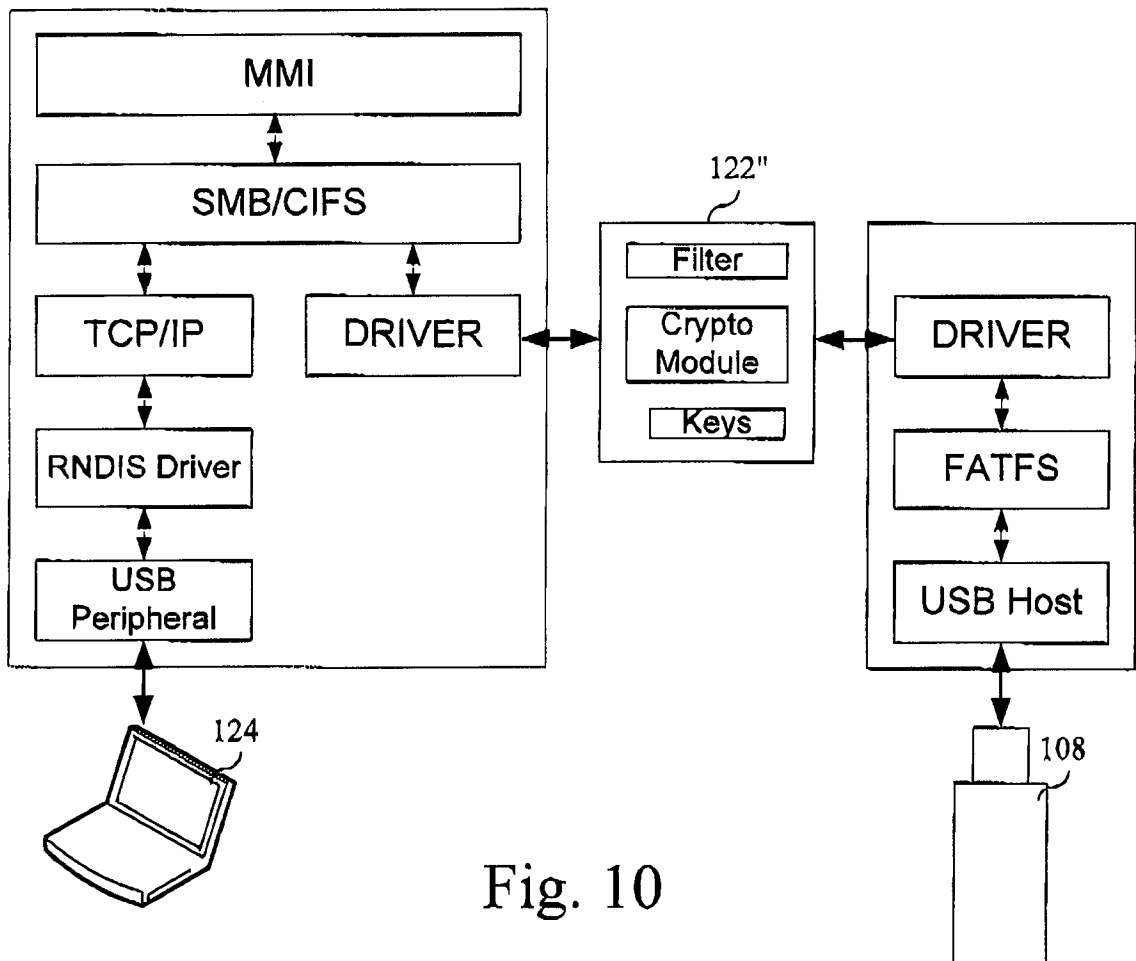 MMI
SMB/CIFS
TCP/IP
DRIVER
RNDIS Driver
USB
Peripheral
124
122"
Filter
Crypto
Module
Keys
DRIVER
FATFS
USB Host
108
Fig. 10